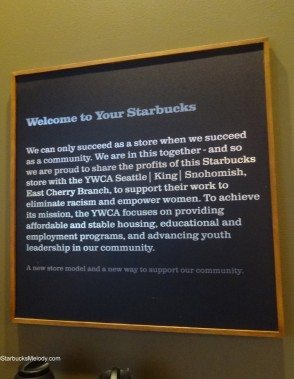 Welcome to Your Starbucks
We can only succeed as a store when we succeed
as a community. We are in this together - and so
we are proud to share the profits of this Starbucks
store with the YWCA Seattle | King | Snohomish,
East Cherry Branch, to support their work to
eliminate racism and empower women. To achieve
its mission, the YWCA focuses on providing
affordable and stable housing, educational and
employment programs, and advancing youth
leadership in our community.
A new store model and a new way to support our community.
StarbucksMelody.com